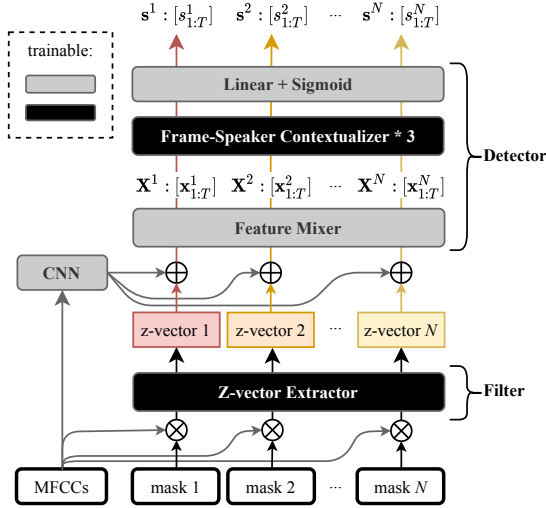 𝐬¹ : [s¹₁:T] 𝐬² : [s²₁:T] ··· 𝐬ᴺ : [sᴺ₁:T]
trainable:
Linear + Sigmoid
Frame-Speaker Contextualizer * 3
Detector
𝐗¹ : [𝐱¹₁:T] 𝐗² : [𝐱²₁:T] ··· 𝐗ᴺ : [𝐱ᴺ₁:T]
Feature Mixer
CNN
z-vector 1 z-vector 2 ··· z-vector N
Z-vector Extractor
Filter
MFCCs mask 1 mask 2 ··· mask N